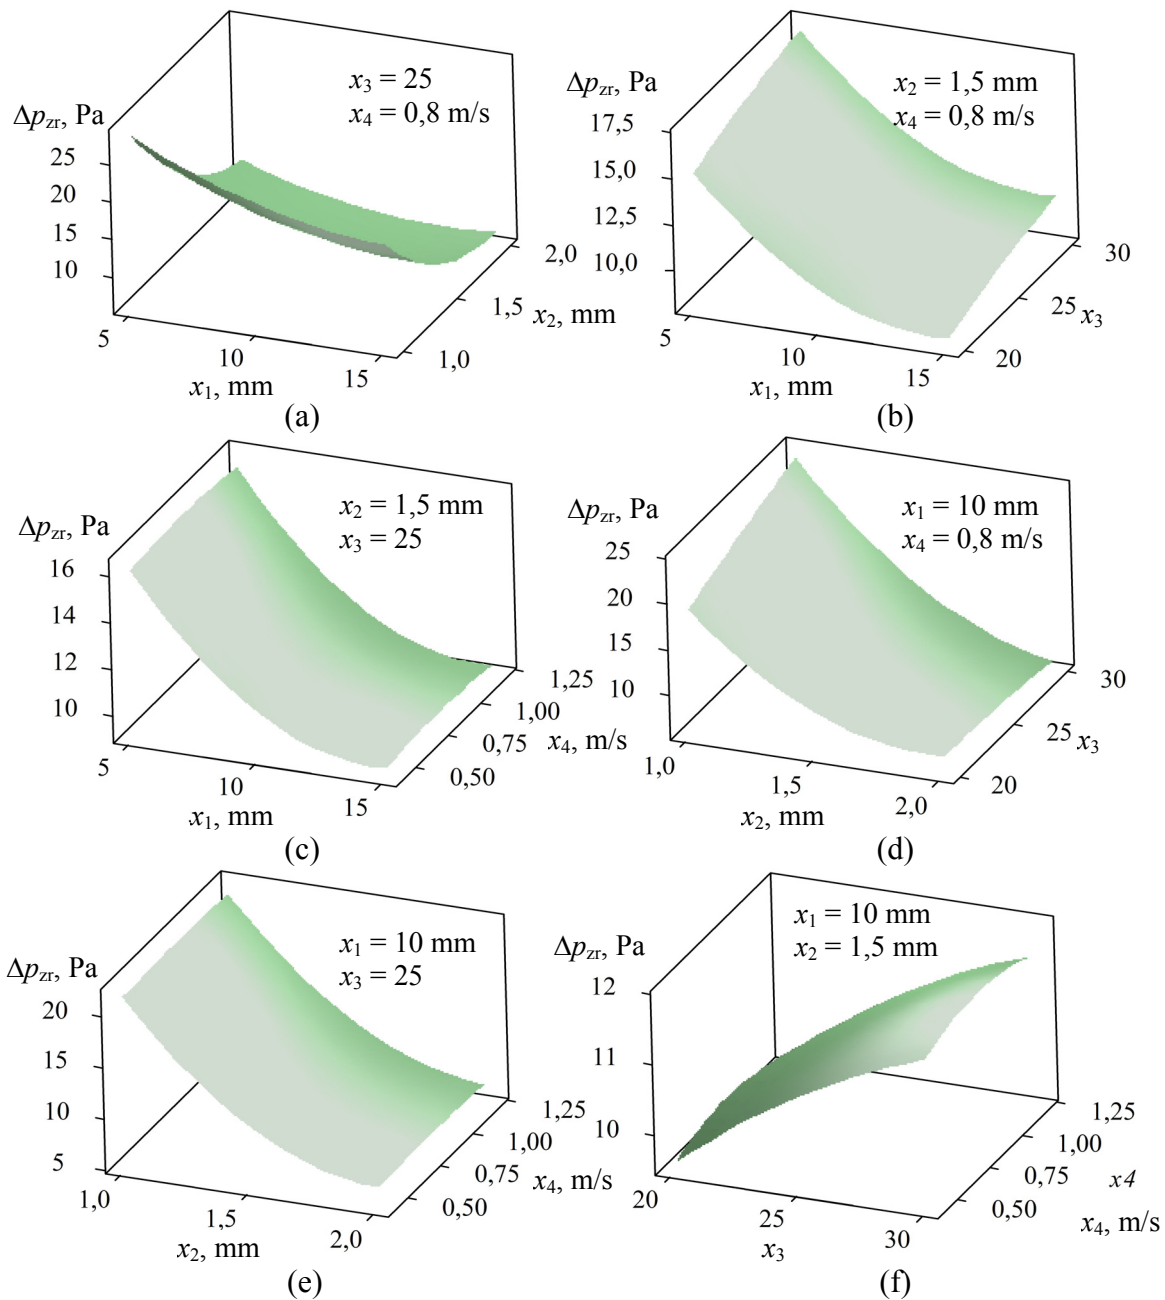 x3 = 25
x4 = 0,8 m/s
Δpzr, Pa
25
20
15
10
5
10
15
x1, mm
1,0
1,5
2,0
x2, mm
(a)
x2 = 1,5 mm
x4 = 0,8 m/s
Δpzr, Pa
17,5
15,0
12,5
10,0
5
10
15
x1, mm
20
25
30
x3
(b)
x2 = 1,5 mm
x3 = 25
Δpzr, Pa
16
14
12
10
5
10
15
x1, mm
0,50
0,75
1,00
1,25
x4, m/s
(c)
x1 = 10 mm
x4 = 0,8 m/s
Δpzr, Pa
25
20
15
10
1,0
1,5
2,0
x2, mm
20
25
30
x3
(d)
x1 = 10 mm
x3 = 25
Δpzr, Pa
20
15
10
5
1,0
1,5
2,0
x2, mm
0,50
0,75
1,00
1,25
x4, m/s
(e)
x1 = 10 mm
x2 = 1,5 mm
Δpzr, Pa
12
11
10
20
25
30
x3
0,50
0,75
1,00
1,25
x4
x4, m/s
(f)